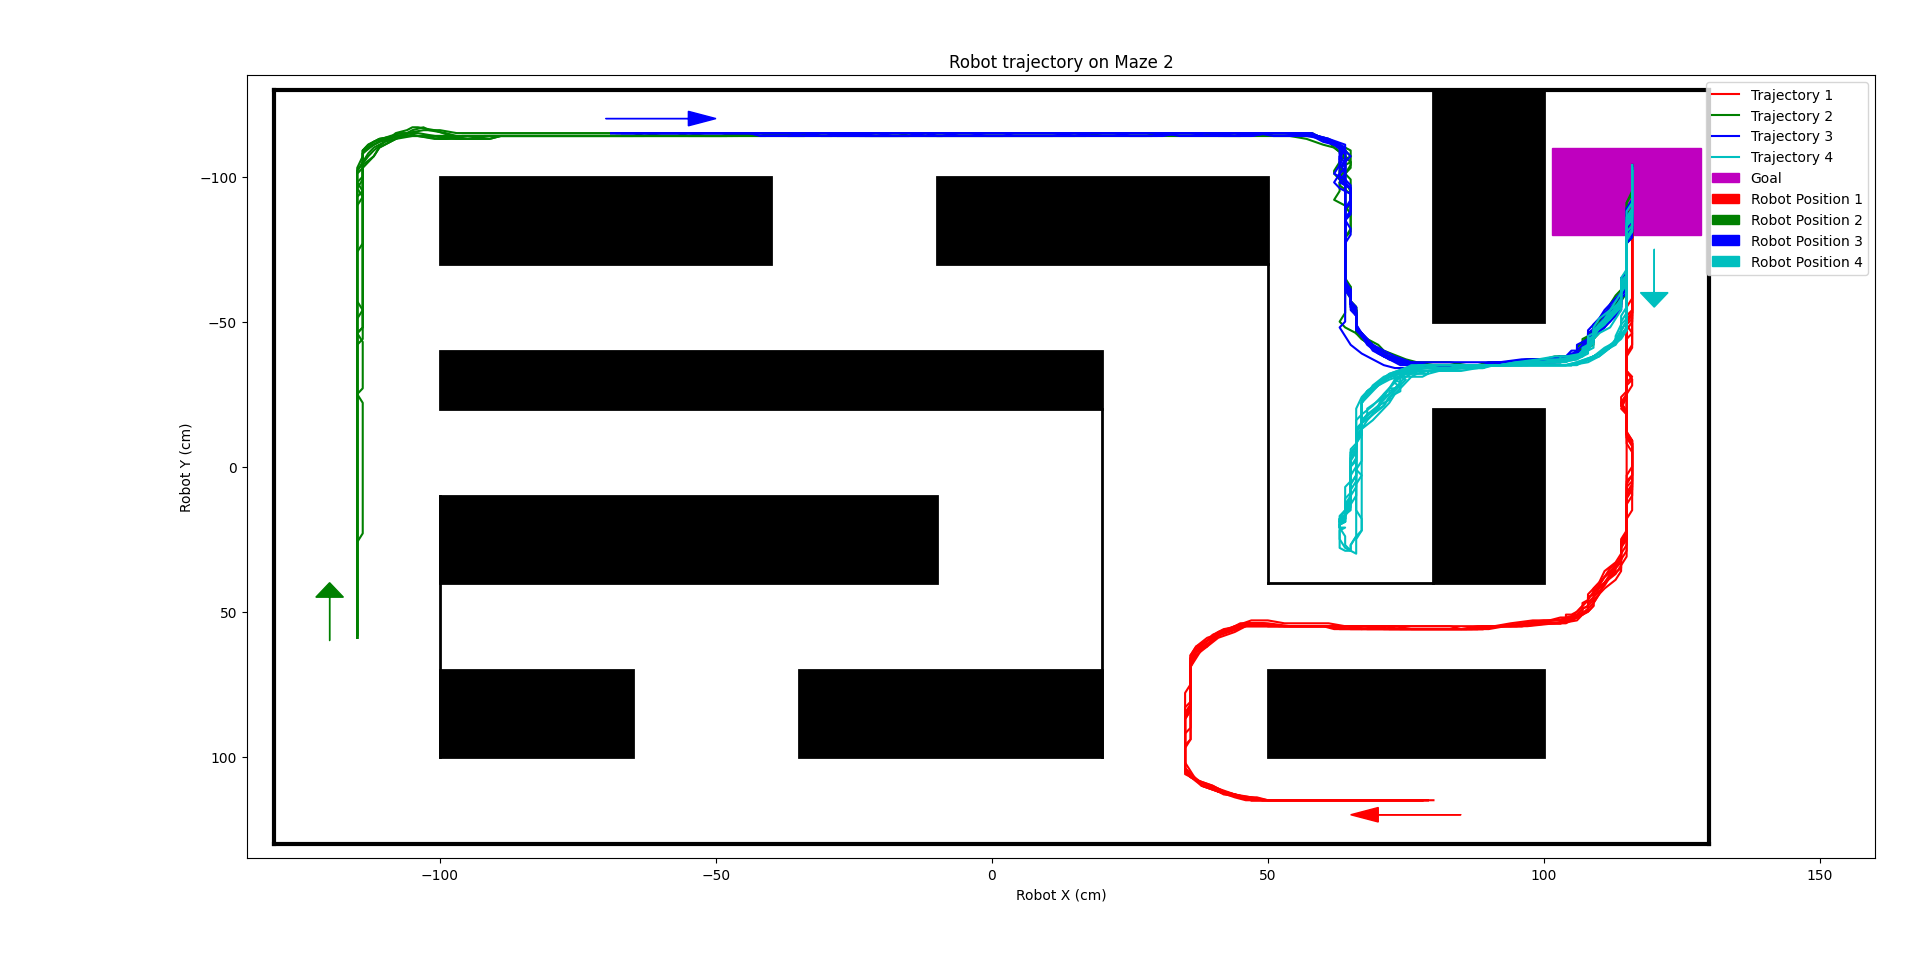 Robot trajectory on Maze 2
Trajectory 1
Trajectory 2
Trajectory 3
Trajectory 4
Goal
Robot Position 1
Robot Position 2
Robot Position 3
Robot Position 4
Robot Y (cm)
−100
−50
0
50
100
−100
−50
0
50
100
150
Robot X (cm)